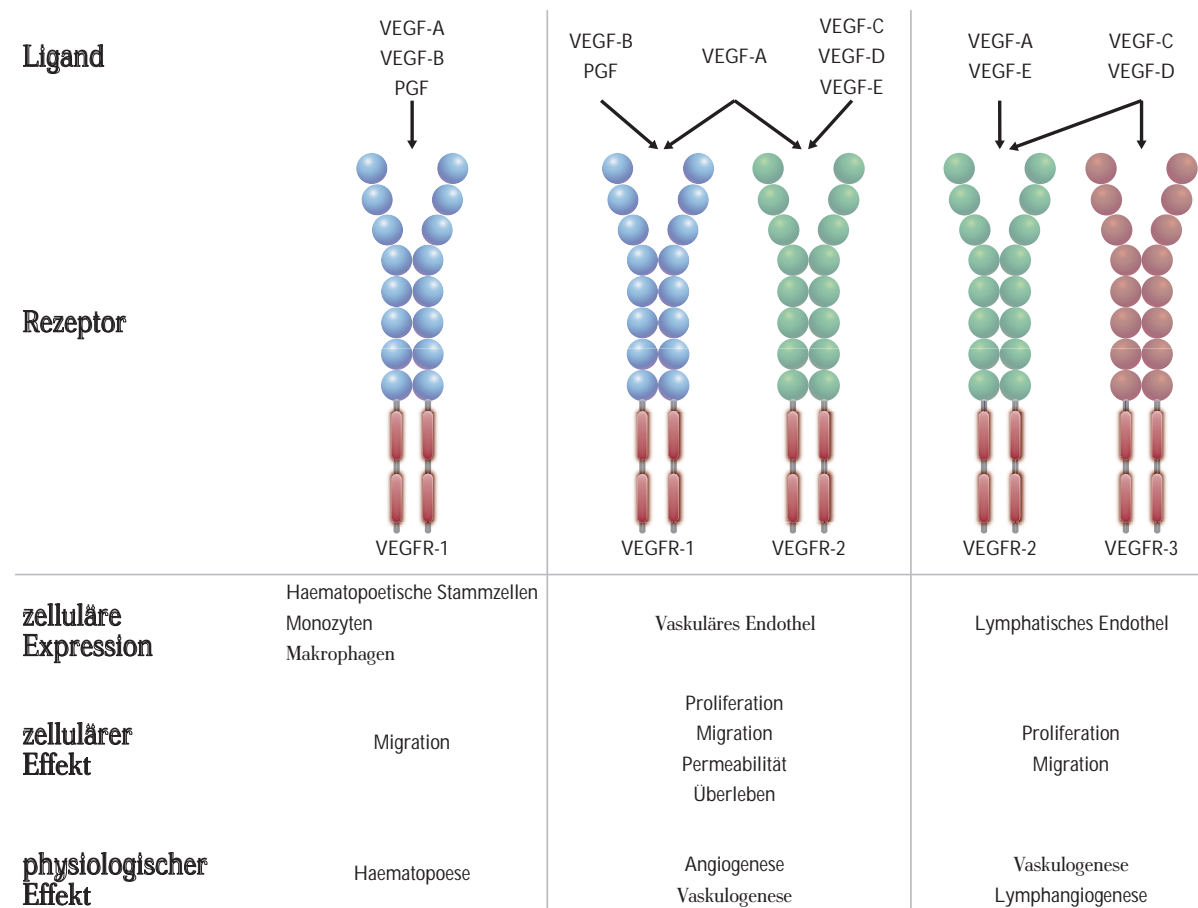 Ligand
VEGF-A
VEGF-B
PGF
VEGF-B
PGF
VEGF-A
VEGF-C
VEGF-D
VEGF-E
VEGF-A
VEGF-E
VEGF-C
VEGF-D
Rezeptor
VEGFR-1
VEGFR-1
VEGFR-2
VEGFR-2
VEGFR-3
zelluläre
Expression
Haematopoetische Stammzellen
Monozyten
Makrophagen
Vaskuläres Endothel
Lymphatisches Endothel
zellulärer
Effekt
Migration
Proliferation
Migration
Permeabilität
Überleben
Proliferation
Migration
physiologischer
Effekt
Haematopoese
Angiogenese
Vaskulogenese
Vaskulogenese
Lymphangiogenese